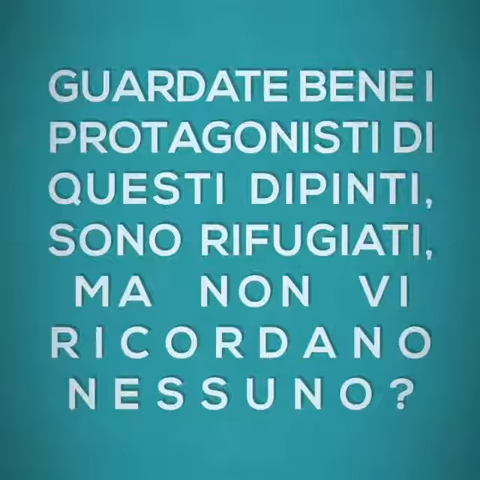 GUARDATE BENE I
PROTAGONISTI DI
QUESTI DIPINTI,
SONO RIFUGIATI,
MA NON VI
RICORDANO
NESSUNO?